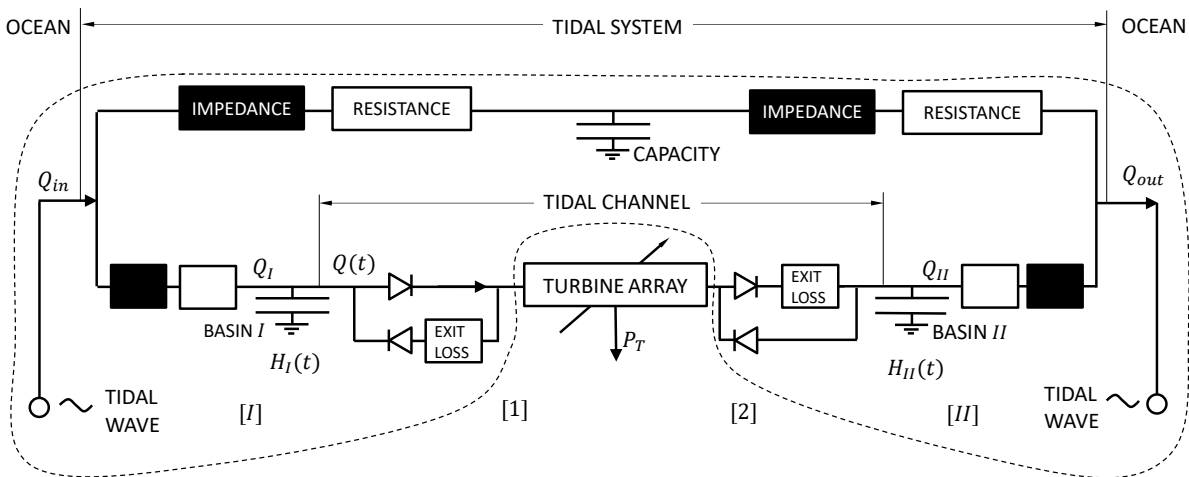 OCEAN
TIDAL SYSTEM
OCEAN
IMPEDANCE
RESISTANCE
IMPEDANCE
RESISTANCE
CAPACITY
Q_in
TIDAL CHANNEL
Q_out
Q_I
Q(t)
TURBINE ARRAY
EXIT
LOSS
Q_II
BASIN I
EXIT
LOSS
BASIN II
P_T
H_I(t)
H_II(t)
TIDAL
WAVE
[I]
[1]
[2]
[II]
TIDAL
WAVE